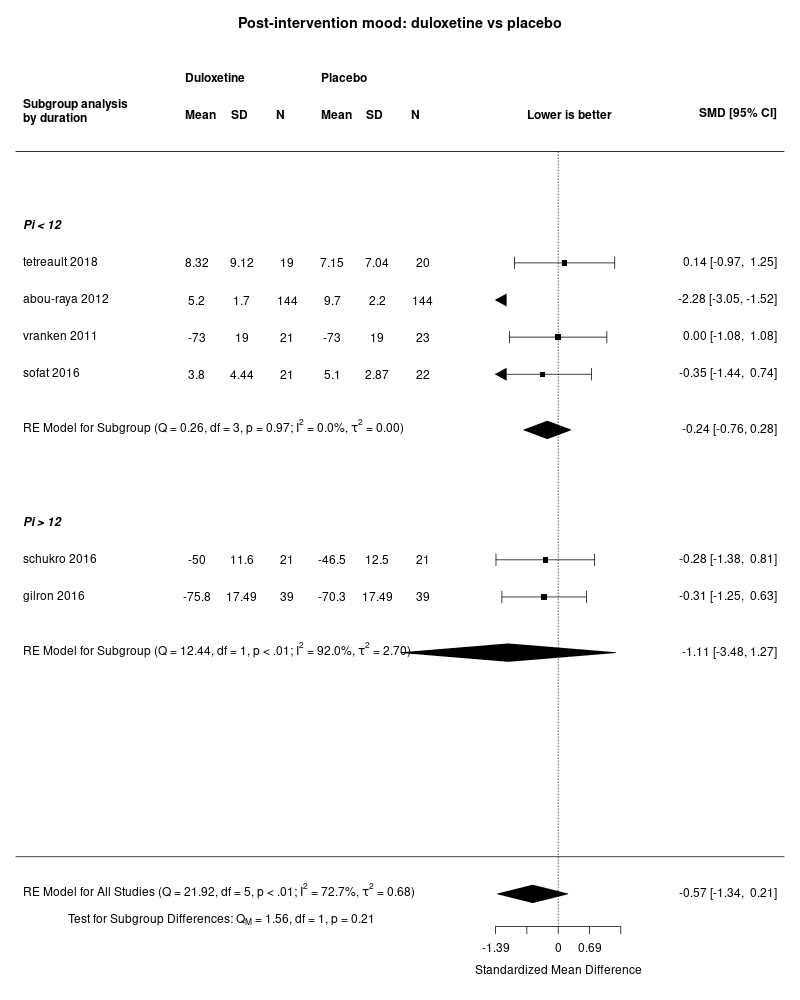 Post-intervention mood: duloxetine vs placebo
Duloxetine Placebo
Subgroup analysis
by duration
Mean SD N Mean SD N Lower is better SMD [95% CI]
Pi < 12
tetreault 2018 8.32 9.12 19 7.15 7.04 20 0.14 [-0.97, 1.25]
abou-raya 2012 5.2 1.7 144 9.7 2.2 144 -2.28 [-3.05, -1.52]
vranken 2011 -73 19 21 -73 19 23 0.00 [-1.08, 1.08]
sofat 2016 3.8 4.44 21 5.1 2.87 22 -0.35 [-1.44, 0.74]
RE Model for Subgroup (Q = 0.26, df = 3, p = 0.97; I² = 0.0%, τ² = 0.00) -0.24 [-0.76, 0.28]
Pi > 12
schukro 2016 -50 11.6 21 -46.5 12.5 21 -0.28 [-1.38, 0.81]
gilron 2016 -75.8 17.49 39 -70.3 17.49 39 -0.31 [-1.25, 0.63]
RE Model for Subgroup (Q = 12.44, df = 1, p < .01; I² = 92.0%, τ² = 2.70) -1.11 [-3.48, 1.27]
RE Model for All Studies (Q = 21.92, df = 5, p < .01; I² = 72.7%, τ² = 0.68) -0.57 [-1.34, 0.21]
Test for Subgroup Differences: Q_M = 1.56, df = 1, p = 0.21
-1.39 0 0.69
Standardized Mean Difference